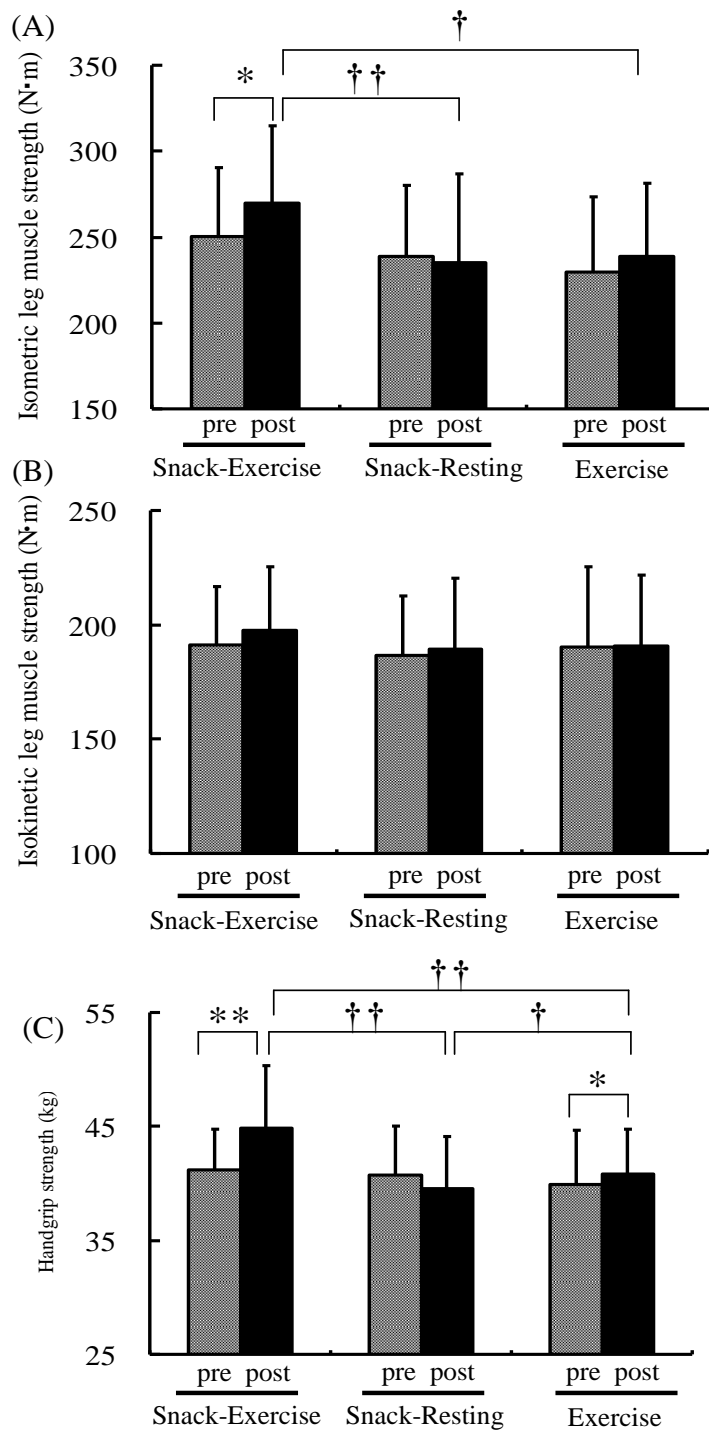 (A)
Isometric leg muscle strength (N•m)
†
* ††
350
300
250
200
150
pre post pre post pre post
Snack-Exercise Snack-Resting Exercise
(B)
Isokinetic leg muscle strength (N•m)
250
200
150
100
pre post pre post pre post
Snack-Exercise Snack-Resting Exercise
(C)
Handgrip strength (kg)
††
** †† †
*
55
45
35
25
pre post pre post pre post
Snack-Exercise Snack-Resting Exercise